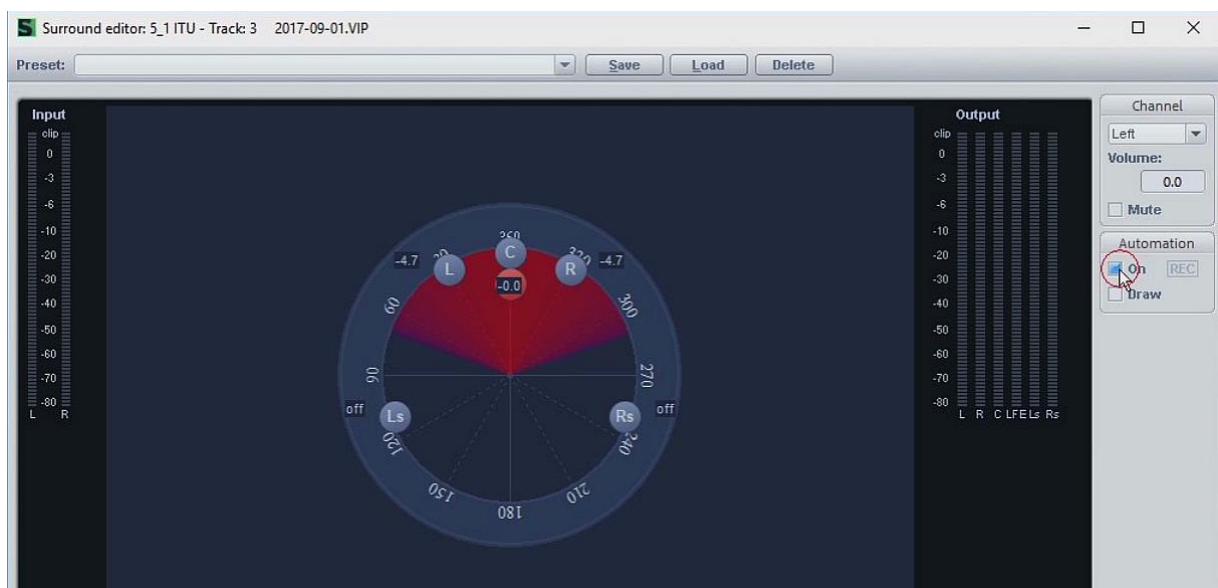 Surround editor: 5_1 ITU - Track: 3 2017-09-01.VIP
Preset: Save Load Delete
Input
clip
0
-3
-6
-10
-20
-30
-40
-50
-60
-70
-80
L R
360
30
330
-4.7
-4.7
L
C
R
-0.0
60
300
90
270
off
off
Ls
Rs
120
240
150
210
180
Output
clip
0
-3
-6
-10
-20
-30
-40
-50
-60
-70
-80
L R C LFE Ls Rs
Channel
Left
Volume:
0.0
Mute
Automation
On REC
Draw